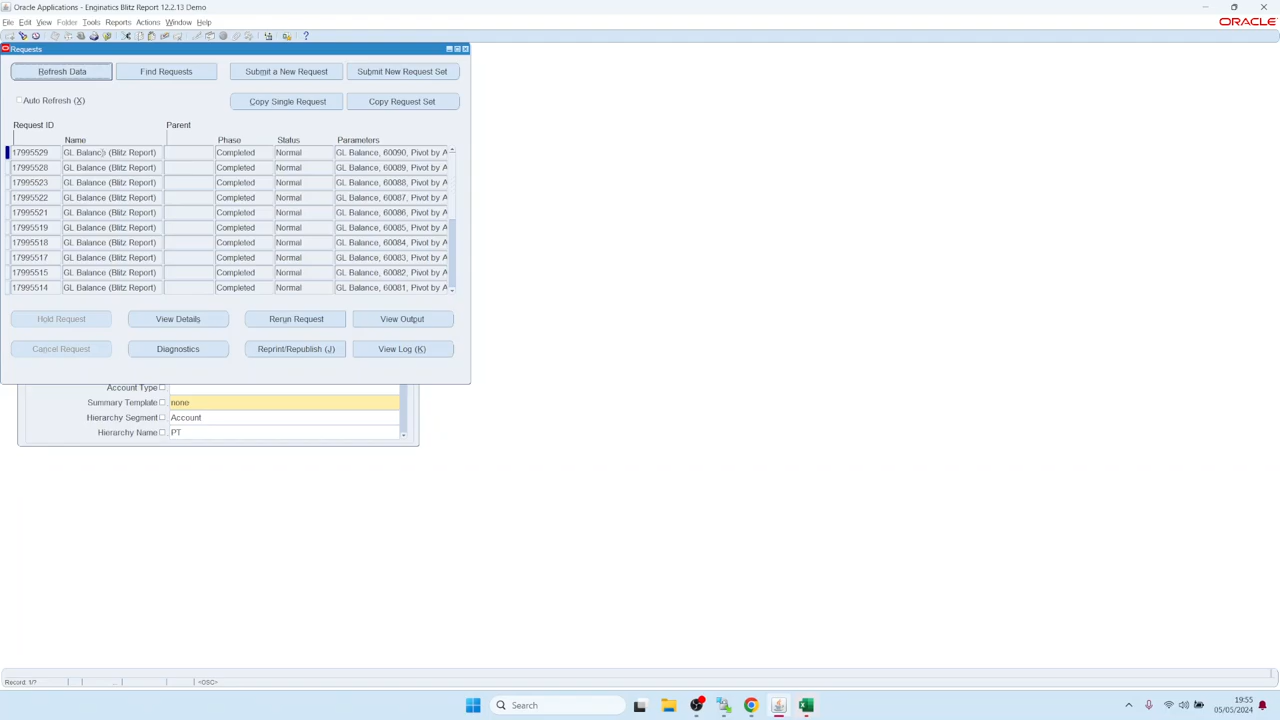 Oracle Applications - Enginatics Blitz Report 12.2.13 Demo
File Edit View Folder Tools Reports Actions Window Help
ORACLE
Requests
Refresh Data Find Requests Submit a New Request Submit New Request Set
Auto Refresh (X)
Copy Single Request Copy Request Set
Request ID Parent
Name Phase Status Parameters
17995529 GL Balance (Blitz Report) Completed Normal GL Balance, 60090, Pivot by A
17995528 GL Balance (Blitz Report) Completed Normal GL Balance, 60089, Pivot by A
17995523 GL Balance (Blitz Report) Completed Normal GL Balance, 60088, Pivot by A
17995522 GL Balance (Blitz Report) Completed Normal GL Balance, 60087, Pivot by A
17995521 GL Balance (Blitz Report) Completed Normal GL Balance, 60086, Pivot by A
17995519 GL Balance (Blitz Report) Completed Normal GL Balance, 60085, Pivot by A
17995518 GL Balance (Blitz Report) Completed Normal GL Balance, 60084, Pivot by A
17995517 GL Balance (Blitz Report) Completed Normal GL Balance, 60083, Pivot by A
17995515 GL Balance (Blitz Report) Completed Normal GL Balance, 60082, Pivot by A
17995514 GL Balance (Blitz Report) Completed Normal GL Balance, 60081, Pivot by A
Hold Request View Details Rerun Request View Output
Cancel Request Diagnostics Reprint/Republish (J) View Log (K)
Account Type
Summary Template none
Hierarchy Segment Account
Hierarchy Name PT
Record: 1/? ... <OSC>
Search
19:55
05/05/2024